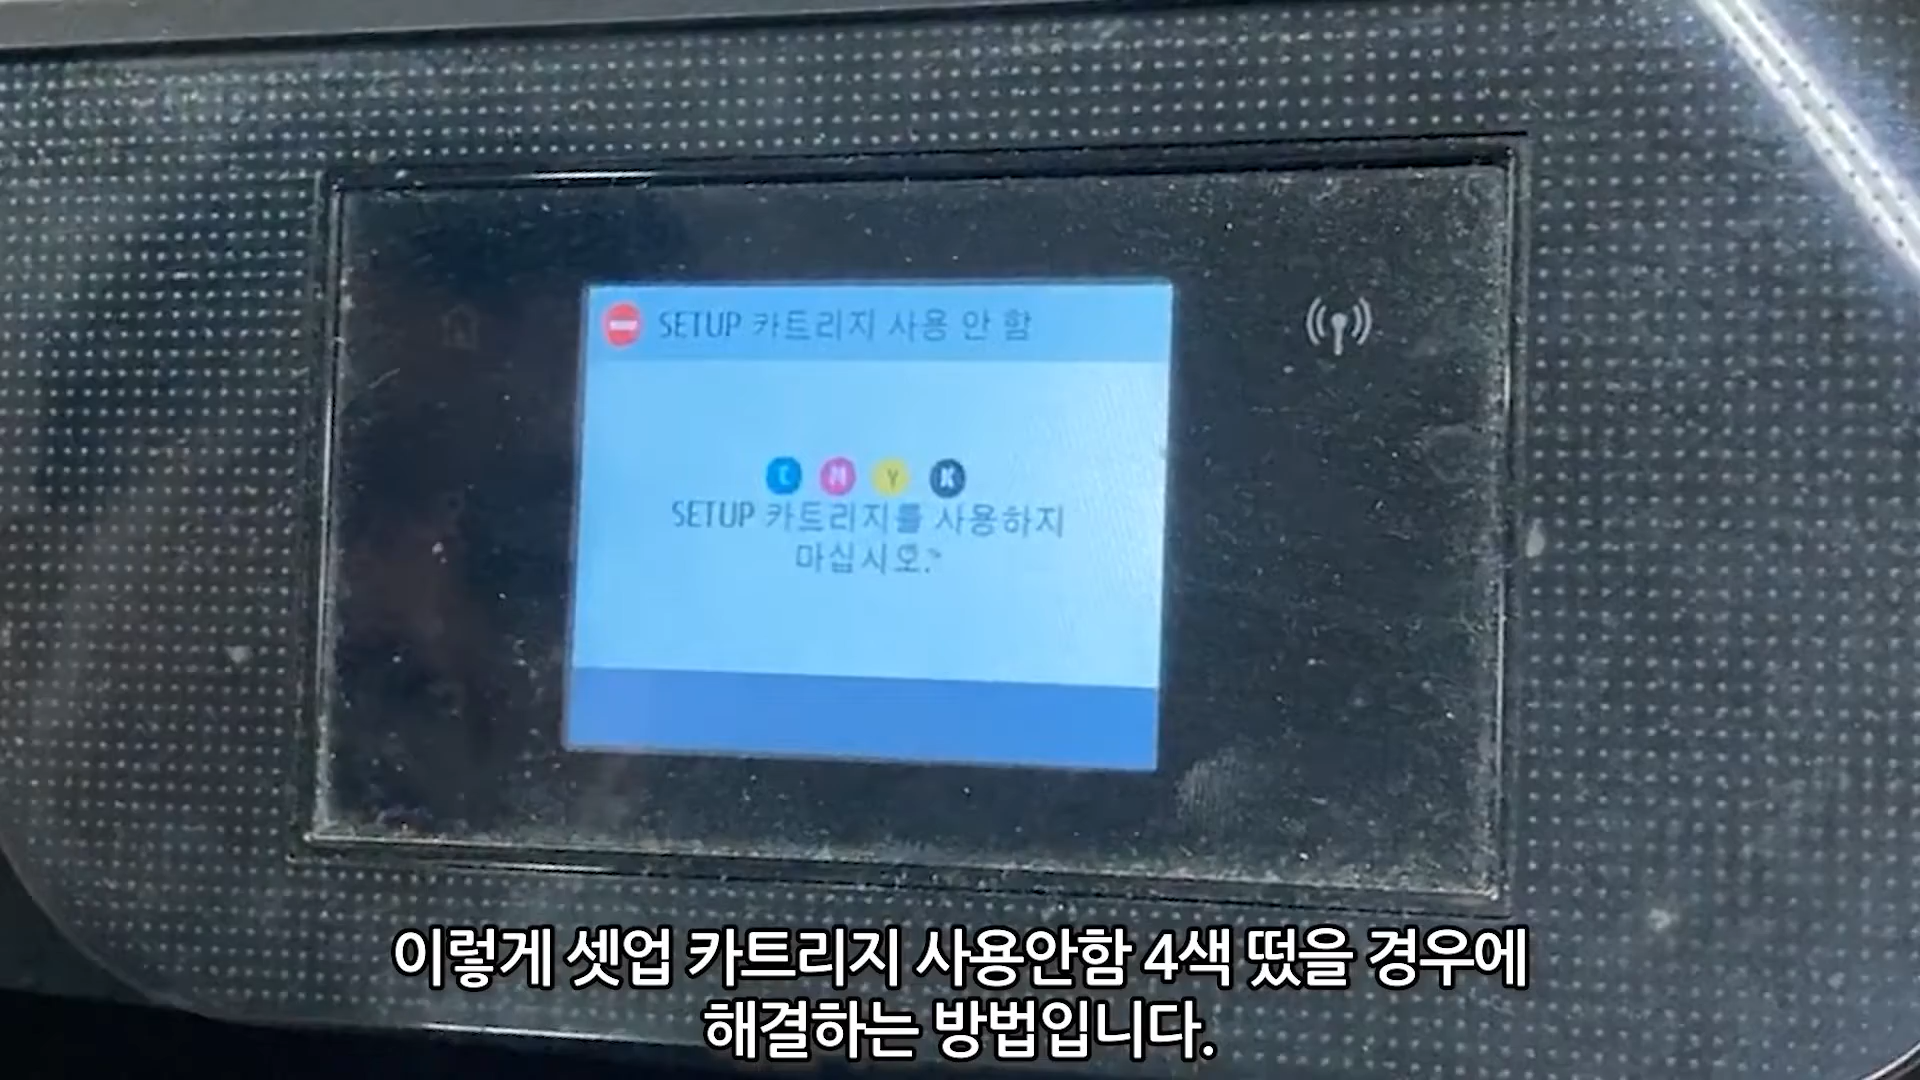 SETUP 카트리지 사용 안 함
C M Y K
SETUP 카트리지를 사용하지
마십시오.
이렇게 셋업 카트리지 사용안함 4색 떴을 경우에
해결하는 방법입니다.